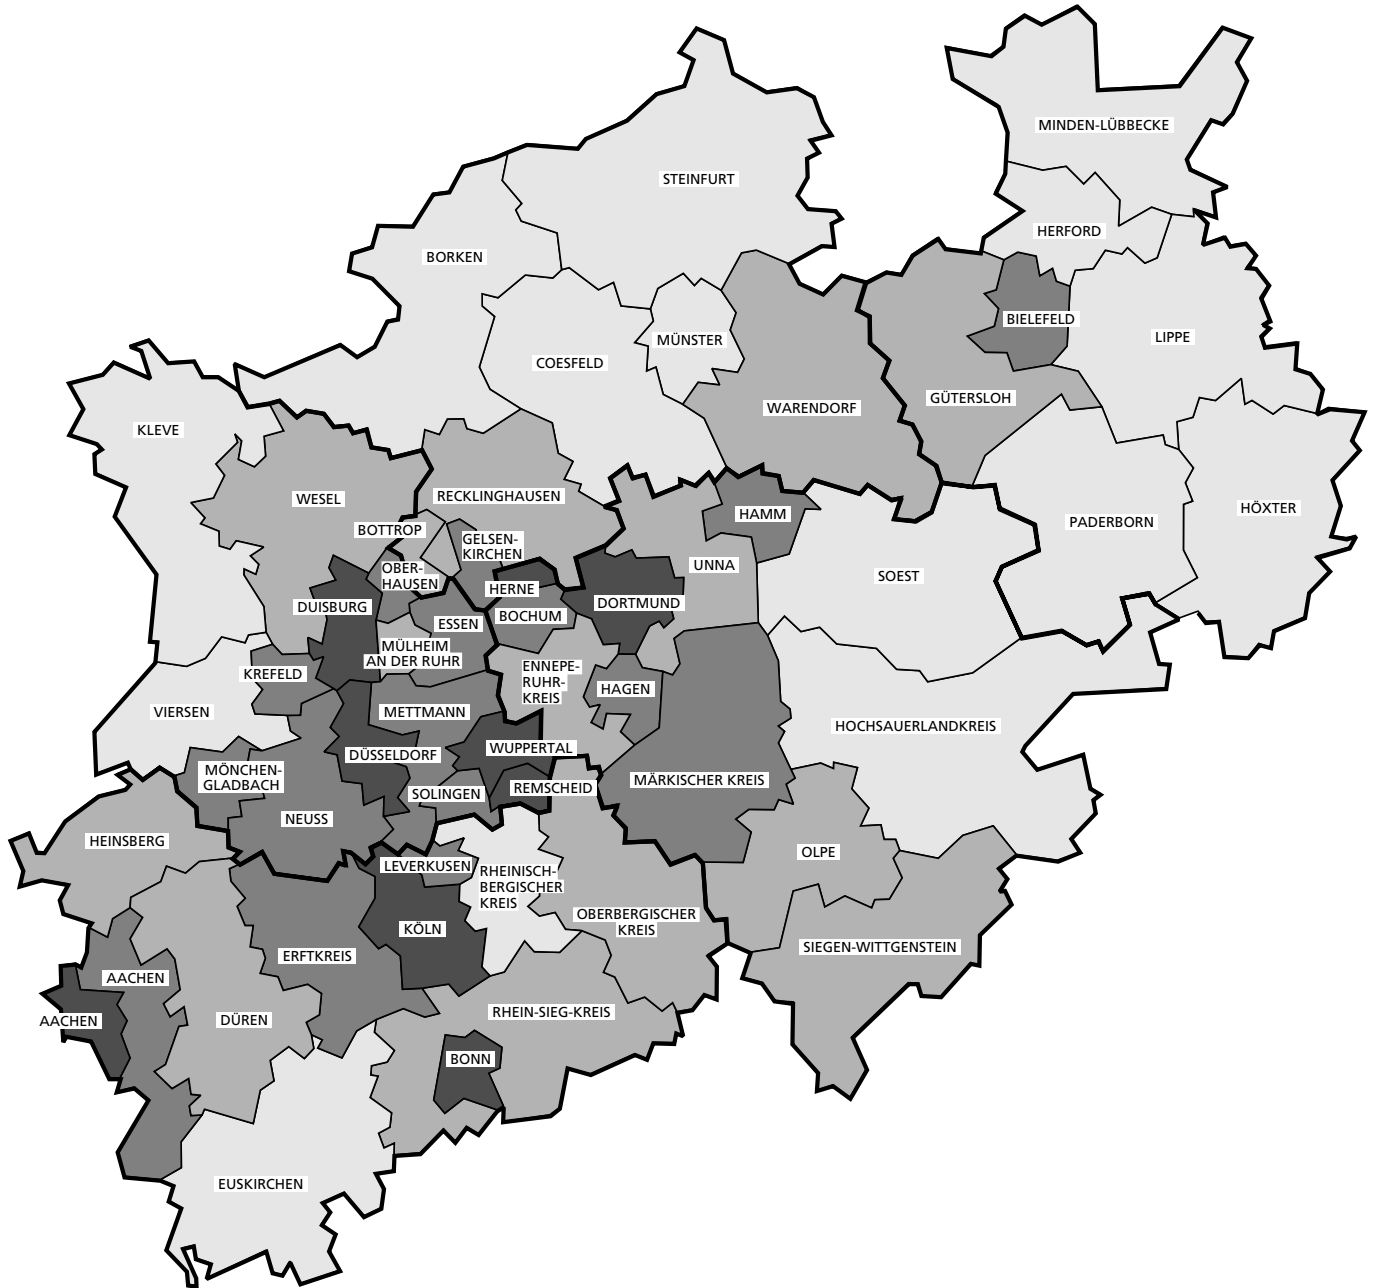 MINDEN-LÜBBECKE
STEINFURT
HERFORD
BORKEN
BIELEFELD
LIPPE
MÜNSTER
COESFELD
GÜTERSLOH
WARENDORF
KLEVE
WESEL
RECKLINGHAUSEN
HÖXTER
HAMM
PADERBORN
BOTTROP
GELSEN-
KIRCHEN
UNNA
SOEST
OBER-
HAUSEN
HERNE
DORTMUND
DUISBURG
BOCHUM
ESSEN
MÜLHEIM
AN DER RUHR
ENNEPE-
RUHR-
KREIS
KREFELD
HAGEN
VIERSEN
METTMANN
HOCHSAUERLANDKREIS
WUPPERTAL
DÜSSELDORF
MÖNCHEN-
GLADBACH
MÄRKISCHER KREIS
REMSCHEID
SOLINGEN
NEUSS
HEINSBERG
OLPE
LEVERKUSEN
RHEINISCH-
BERGISCHER
KREIS
OBERBERGISCHER
KREIS
KÖLN
SIEGEN-WITTGENSTEIN
ERFTKREIS
AACHEN
RHEIN-SIEG-KREIS
AACHEN
DÜREN
BONN
EUSKIRCHEN